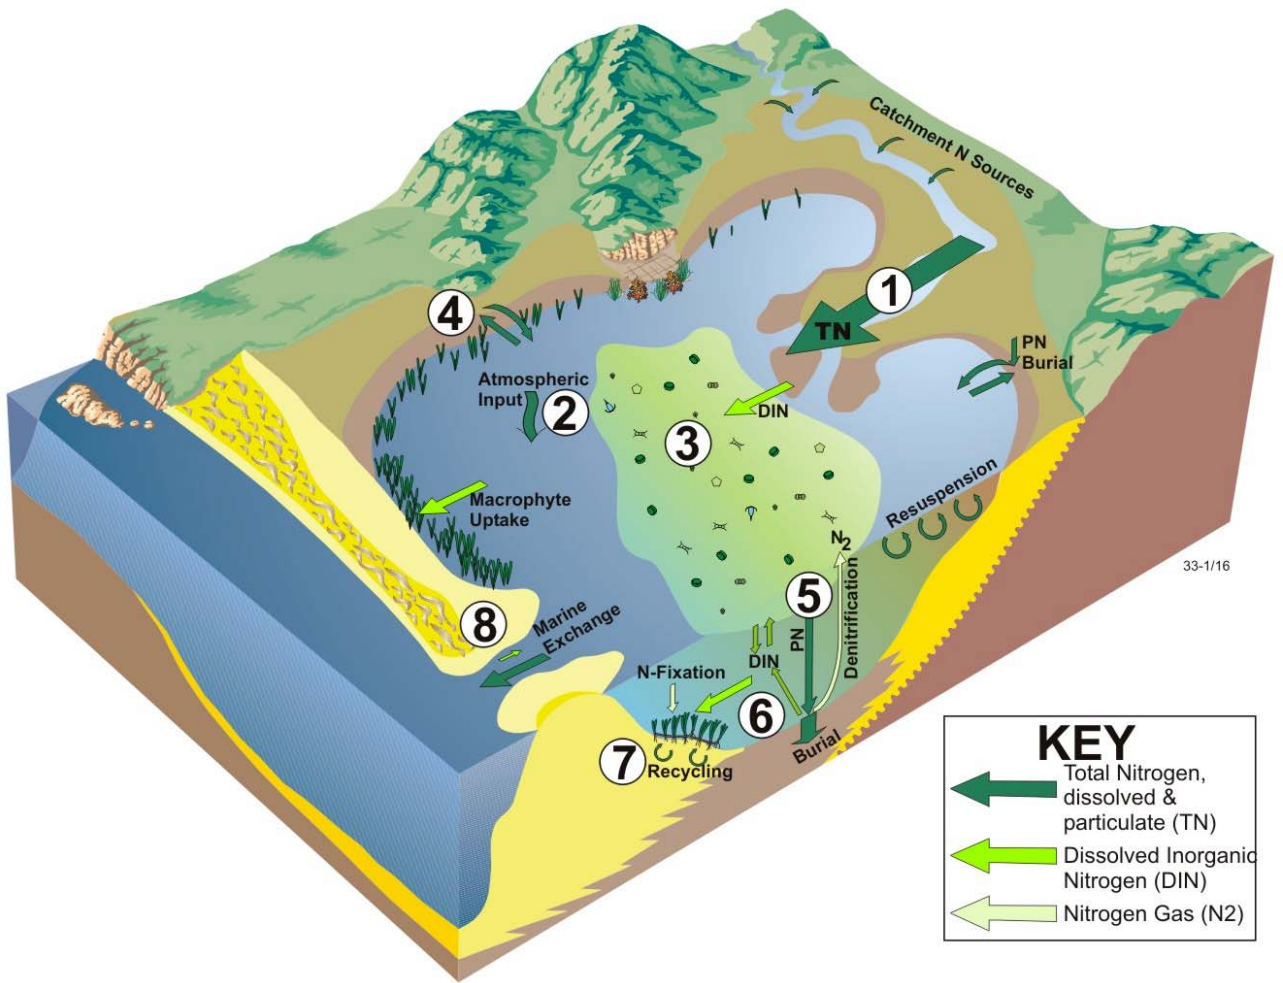 Catchment N Sources
1
TN
4
PN
Burial
Atmospheric
Input
2
DIN
3
Resuspension
Macrophyte
Uptake
N2
33-1/16
5
8
Marine
Exchange
PN
Denitrification
DIN
N-Fixation
6
7
Recycling
Burial
KEY
Total Nitrogen,
dissolved &
particulate (TN)
Dissolved Inorganic
Nitrogen (DIN)
Nitrogen Gas (N2)